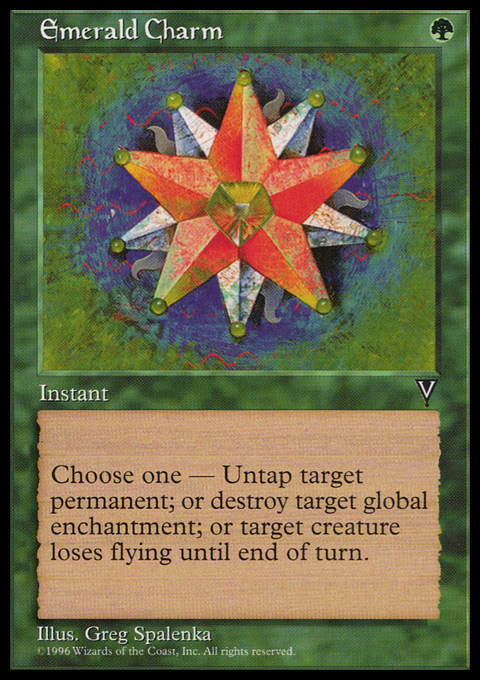 Emerald Charm
Instant
V
Choose one — Untap target
permanent; or destroy target global
enchantment; or target creature
loses flying until end of turn.
Illus. Greg Spalenka
©1996 Wizards of the Coast, Inc. All rights reserved.